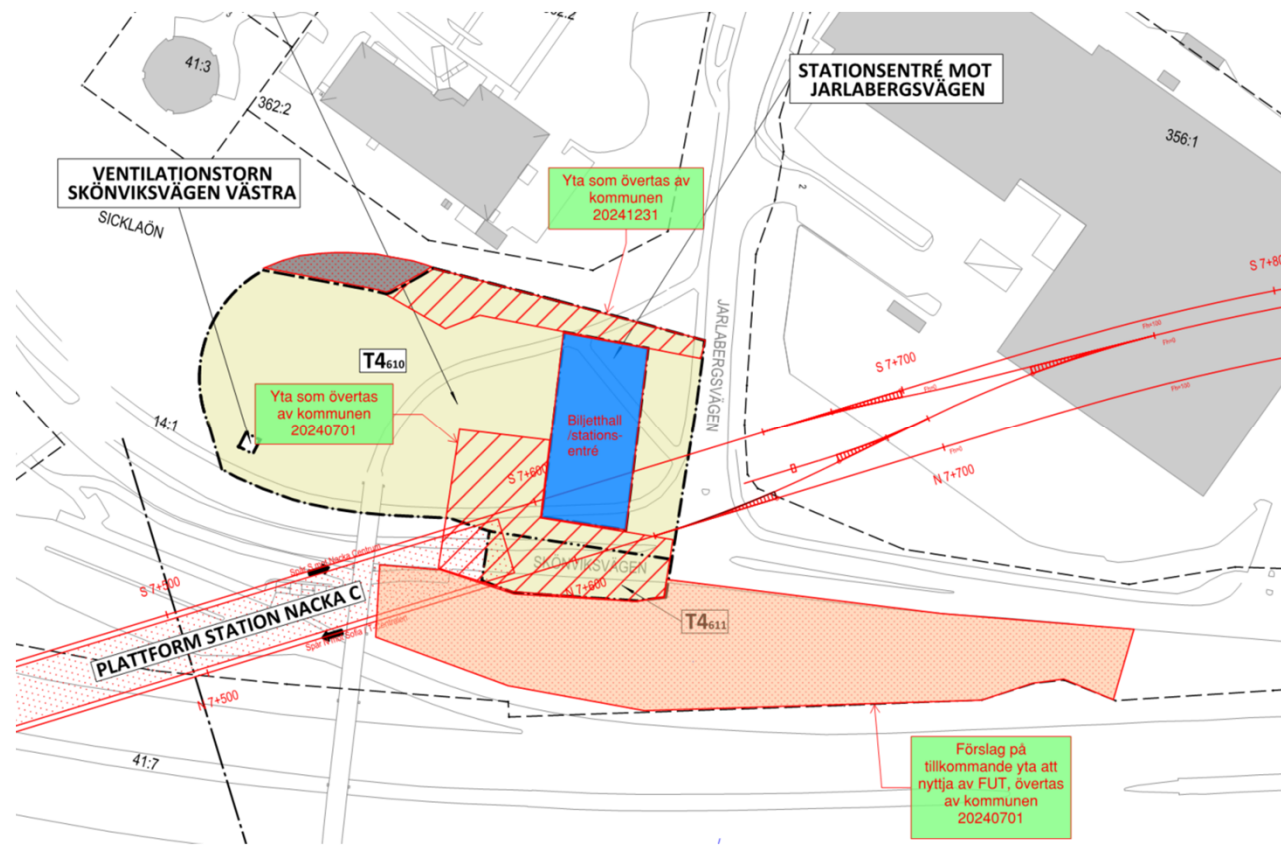 362:2
41:3
362:2
STATIONSENTRÉ MOT
JARLABERGSVÄGEN
356:1
VENTILATIONSTORN
SKÖNVIKSVÄGEN VÄSTRA
SICKLAÖN
Yta som övertas av
kommunen
20241231
2
S 7+80
JARLABERGSVÄGEN
T4610
S 7+700
Yta som övertas
av kommunen
20240701
14:1
Biljetthall
/stations-
entré
S 7+600
N 7+700
SKÖNVIKSVÄGEN
S 7+500
N 7+600
PLATTFORM STATION NACKA C
T4611
N 7+500
41:7
Förslag på
tillkommande yta att
nyttja av FUT, övertas
av kommunen
20240701